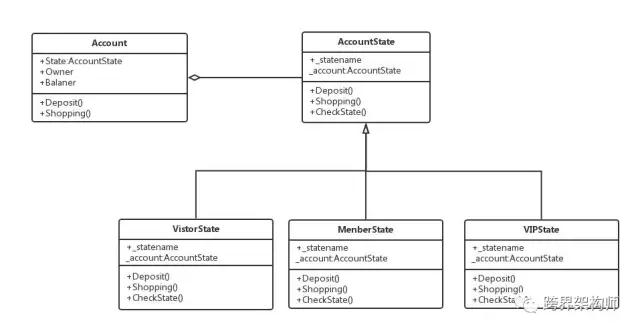 Account
+State:AccountState
+Owner
+Balaner
+Deposit()
+Shopping()
AccountState
+_statename
_account:AccountState
+Deposit()
+Shopping()
+CheckState()
VistorState
+_statename
_account:AccountState
+Deposit()
+Shopping()
+CheckState()
MenberState
+_statename
_account:AccountState
+Deposit()
+Shopping()
+CheckState()
VIPState
+_statename
_account:AccountState
+Deposit()
+Shopping()
+CheckState
跨界架构师